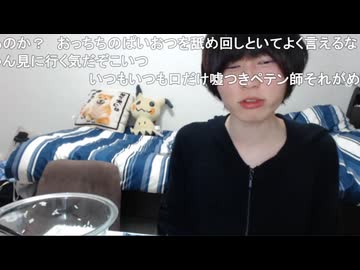 るのか？　おっちちのぱいおつを舐め回しといてよく言えるな
ん見に行く気だぞこいつ
いつもいつも口だけ嘘つきペテン師それがめ